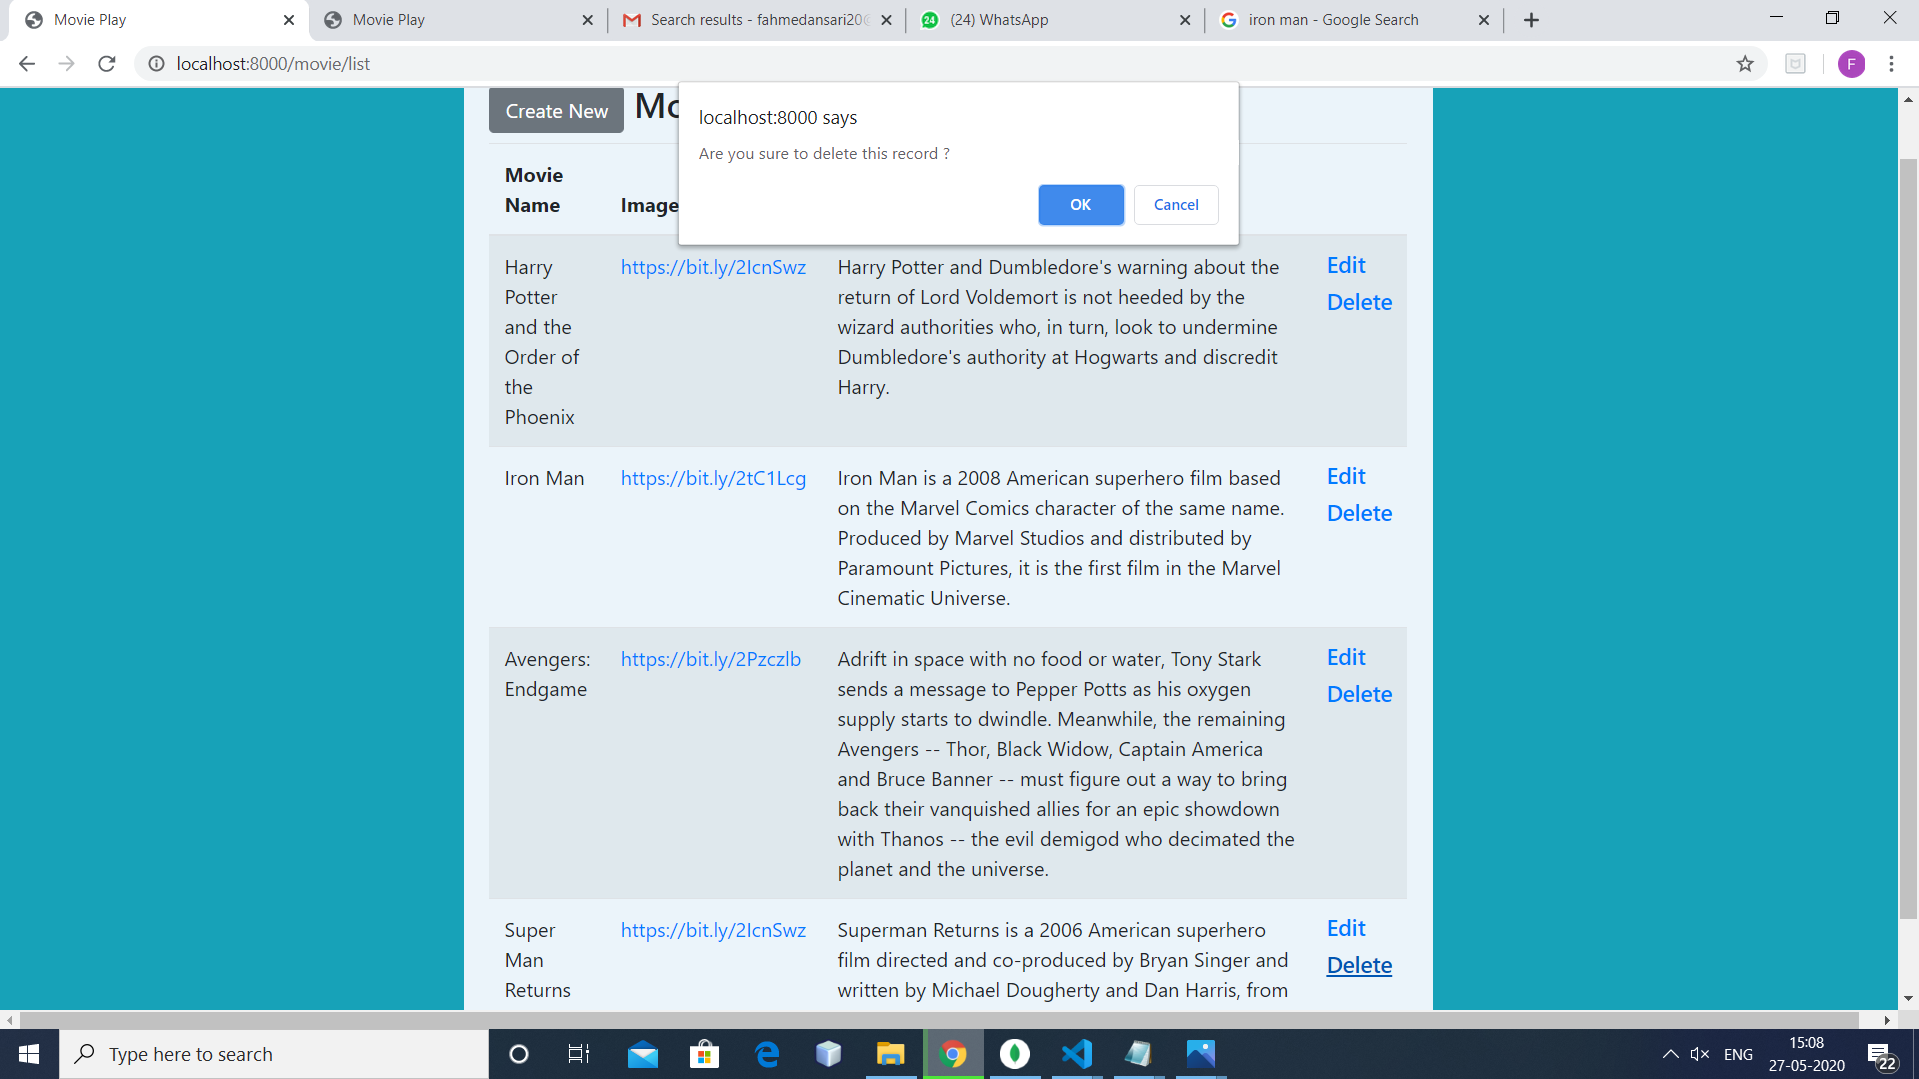 Movie Play
Movie Play
Search results - fahmedansari20
(24) WhatsApp
iron man - Google Search
localhost:8000/movie/list
F
Create New
localhost:8000 says
Are you sure to delete this record ?
OK
Cancel
Movie
Name
Image
Harry
Potter
and the
Order of
the
Phoenix
https://bit.ly/2IcnSwz
Harry Potter and Dumbledore's warning about the
return of Lord Voldemort is not heeded by the
wizard authorities who, in turn, look to undermine
Dumbledore's authority at Hogwarts and discredit
Harry.
Edit
Delete
Iron Man
https://bit.ly/2tC1Lcg
Iron Man is a 2008 American superhero film based
on the Marvel Comics character of the same name.
Produced by Marvel Studios and distributed by
Paramount Pictures, it is the first film in the Marvel
Cinematic Universe.
Edit
Delete
Avengers:
Endgame
https://bit.ly/2Pzczlb
Adrift in space with no food or water, Tony Stark
sends a message to Pepper Potts as his oxygen
supply starts to dwindle. Meanwhile, the remaining
Avengers -- Thor, Black Widow, Captain America
and Bruce Banner -- must figure out a way to bring
back their vanquished allies for an epic showdown
with Thanos -- the evil demigod who decimated the
planet and the universe.
Edit
Delete
Super
Man
Returns
https://bit.ly/2IcnSwz
Superman Returns is a 2006 American superhero
film directed and co-produced by Bryan Singer and
written by Michael Dougherty and Dan Harris, from
Edit
Delete
Type here to search
ENG
15:08
27-05-2020
22